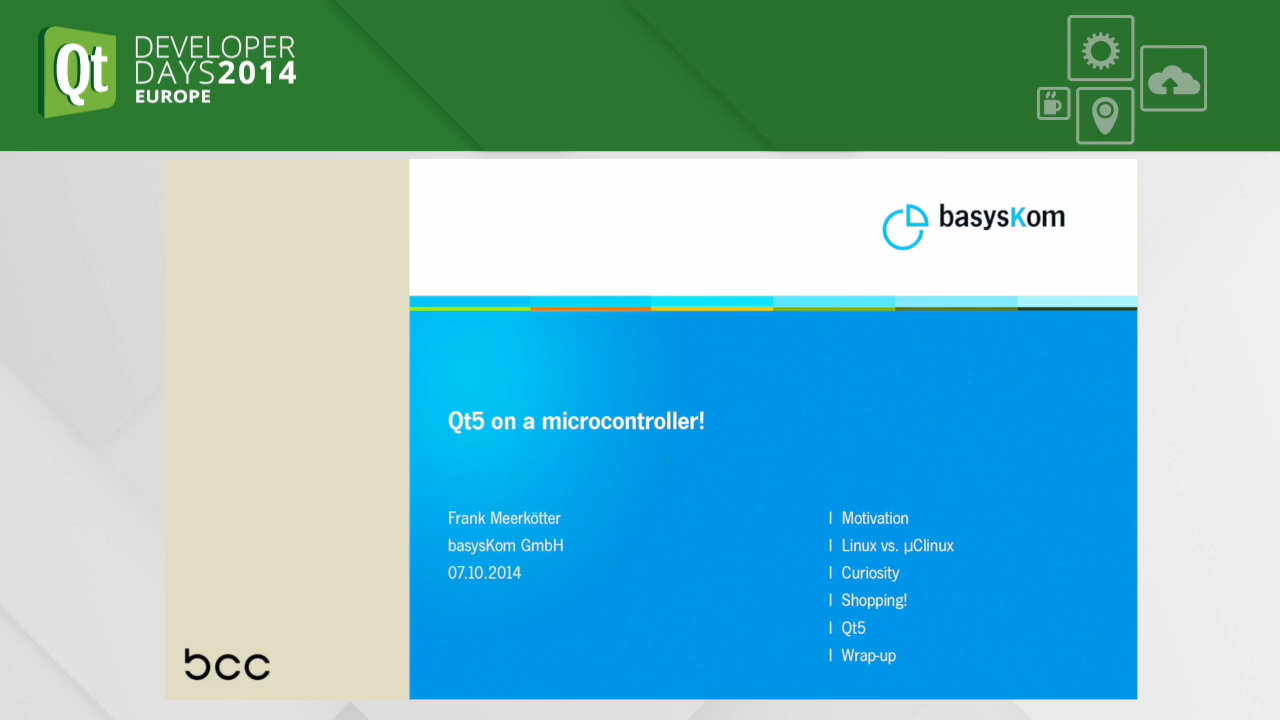 Qt DEVELOPER
DAYS2014
EUROPE
basysKom
Qt5 on a microcontroller!
Frank Meerkötter
basysKom GmbH
07.10.2014
| Motivation
| Linux vs. µClinux
| Curiosity
| Shopping!
| Qt5
| Wrap-up
bcc